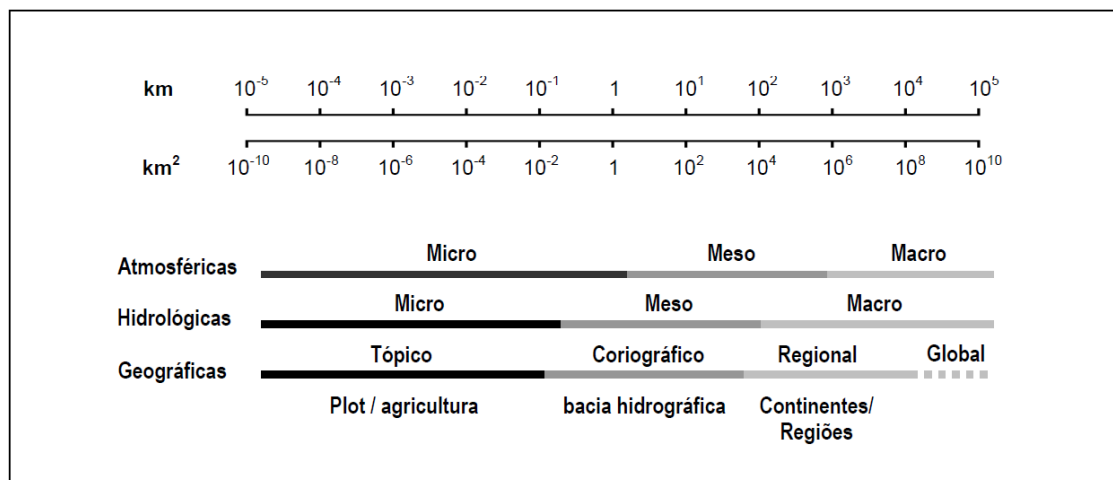 km 10⁻⁵ 10⁻⁴ 10⁻³ 10⁻² 10⁻¹ 1 10¹ 10² 10³ 10⁴ 10⁵
km² 10⁻¹⁰ 10⁻⁸ 10⁻⁶ 10⁻⁴ 10⁻² 1 10² 10⁴ 10⁶ 10⁸ 10¹⁰
Micro Meso Macro
Atmosféricas
Micro Meso Macro
Hidrológicas
Tópico Coriográfico Regional Global
Geográficas
Plot / agricultura bacia hidrográfica Continentes/
Regiões